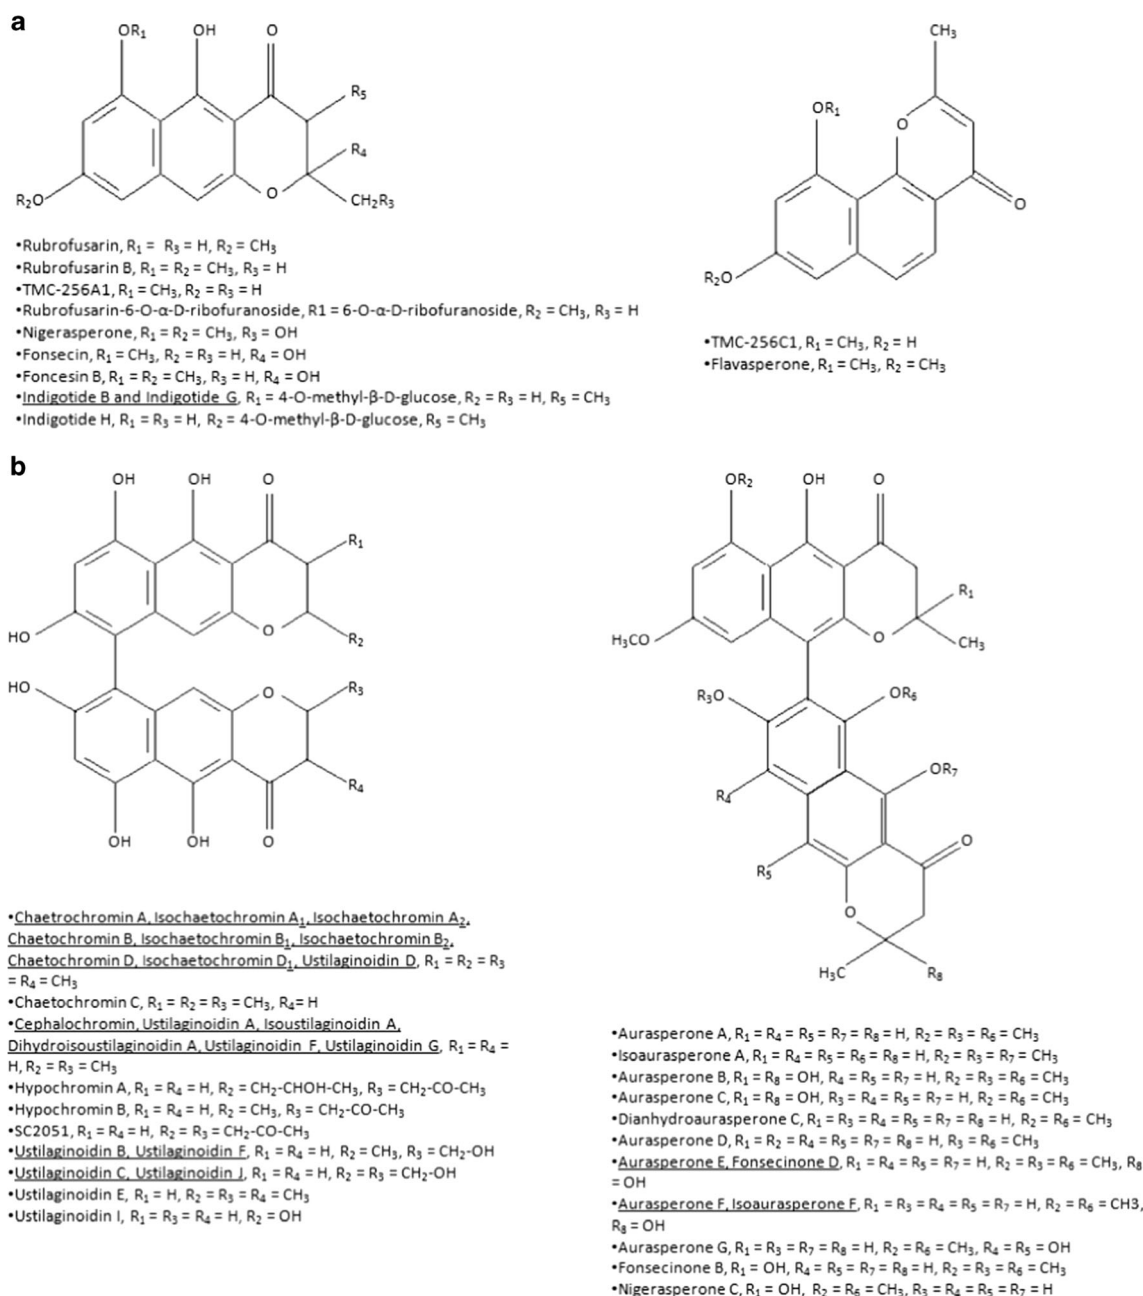 a
OR₁ OH O
R₅
R₄
O
CH₂R₃
R₂O
•Rubrofusarin, R₁ = R₃ = H, R₂ = CH₃
•Rubrofusarin B, R₁ = R₂ = CH₃, R₃ = H
•TMC-256A1, R₁ = CH₃, R₂ = R₃ = H
•Rubrofusarin-6-O-α-D-ribofuranoside, R1 = 6-O-α-D-ribofuranoside, R₂ = CH₃, R₃ = H
•Nigerasperone, R₁ = R₂ = CH₃, R₃ = OH
•Fonsecin, R₁ = CH₃, R₂ = R₃ = H, R₄ = OH
•Foncesin B, R₁ = R₂ = CH₃, R₃ = H, R₄ = OH
•Indigotide B and Indigotide G, R₁ = 4-O-methyl-β-D-glucose, R₂ = R₃ = H, R₅ = CH₃
•Indigotide H, R₁ = R₃ = H, R₂ = 4-O-methyl-β-D-glucose, R₅ = CH₃
CH₃
OR₁
O
O
R₂O
•TMC-256C1, R₁ = CH₃, R₂ = H
•Flavasperone, R₁ = CH₃, R₂ = CH₃
b
OH OH O
R₁
O
HO
R₂
HO
O
R₃
R₄
OH OH O
•Chaetrochromin A, Isochaetochromin A₁, Isochaetochromin A₂,
Chaetochromin B, Isochaetochromin B₁, Isochaetochromin B₂,
Chaetochromin D, Isochaetochromin D₁, Ustilaginoidin D, R₁ = R₂ = R₃
= R₄ = CH₃
•Chaetochromin C, R₁ = R₂ = R₃ = CH₃, R₄= H
•Cephalochromin, Ustilaginoidin A, Isoustilaginoidin A,
Dihydroisoustilaginoidin A, Ustilaginoidin F, Ustilaginoidin G, R₁ = R₄ =
H, R₂ = R₃ = CH₃
•Hypochromin A, R₁ = R₄ = H, R₂ = CH₂-CHOH-CH₃, R₃ = CH₂-CO-CH₃
•Hypochromin B, R₁ = R₄ = H, R₂ = CH₃, R₃ = CH₂-CO-CH₃
•SC2051, R₁ = R₄ = H, R₂ = R₃ = CH₂-CO-CH₃
•Ustilaginoidin B, Ustilaginoidin F, R₁ = R₄ = H, R₂ = CH₃, R₃ = CH₂-OH
•Ustilaginoidin C, Ustilaginoidin J, R₁ = R₄ = H, R₂ = R₃ = CH₂-OH
•Ustilaginoidin E, R₁ = H, R₂ = R₃ = R₄ = CH₃
•Ustilaginoidin I, R₁ = R₃ = R₄ = H, R₂ = OH
OR₂ OH O
R₁
O
H₃CO
CH₃
R₃O
OR₆
OR₇
R₄
O
R₅
O
H₃C
R₈
•Aurasperone A, R₁ = R₄ = R₅ = R₇ = R₈ = H, R₂ = R₃ = R₆ = CH₃
•Isoaurasperone A, R₁ = R₄ = R₅ = R₆ = R₈ = H, R₂ = R₃ = R₇ = CH₃
•Aurasperone B, R₁ = R₈ = OH, R₄ = R₅ = R₇ = H, R₂ = R₃ = R₆ = CH₃
•Aurasperone C, R₁ = R₈ = OH, R₃ = R₄ = R₅ = R₇ = H, R₂ = R₆ = CH₃
•Dianhydroaurasperone C, R₁ = R₃ = R₄ = R₅ = R₇ = R₈ = H, R₂ = R₆ = CH₃
•Aurasperone D, R₁ = R₂ = R₄ = R₅ = R₇ = R₈ = H, R₃ = R₆ = CH₃
•Aurasperone E, Fonsecinone D, R₁ = R₄ = R₅ = R₇ = H, R₂ = R₃ = R₆ = CH₃, R₈
= OH
•Aurasperone F, Isoaurasperone F, R₁ = R₃ = R₄ = R₅ = R₇ = H, R₂ = R₆ = CH3,
R₈ = OH
•Aurasperone G, R₁ = R₃ = R₇ = R₈ = H, R₂ = R₆ = CH₃, R₄ = R₅ = OH
•Fonsecinone B, R₁ = OH, R₄ = R₅ = R₇ = R₈ = H, R₂ = R₃ = R₆ = CH₃
•Nigerasperone C, R₁ = OH, R₂ = R₆ = CH₃, R₃ = R₄ = R₅ = R₇ = H